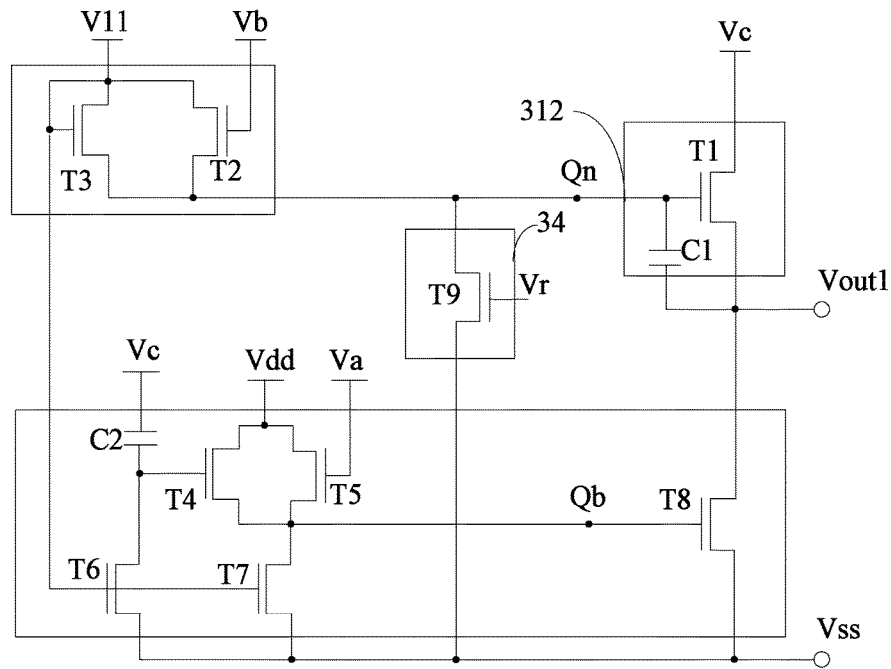 V11
Vb
Vc
312
T1
T3
T2
Qn
34
C1
T9
Vr
Vout1
Vc
Vdd
Va
C2
T4
T5
Qb
T8
T6
T7
Vss